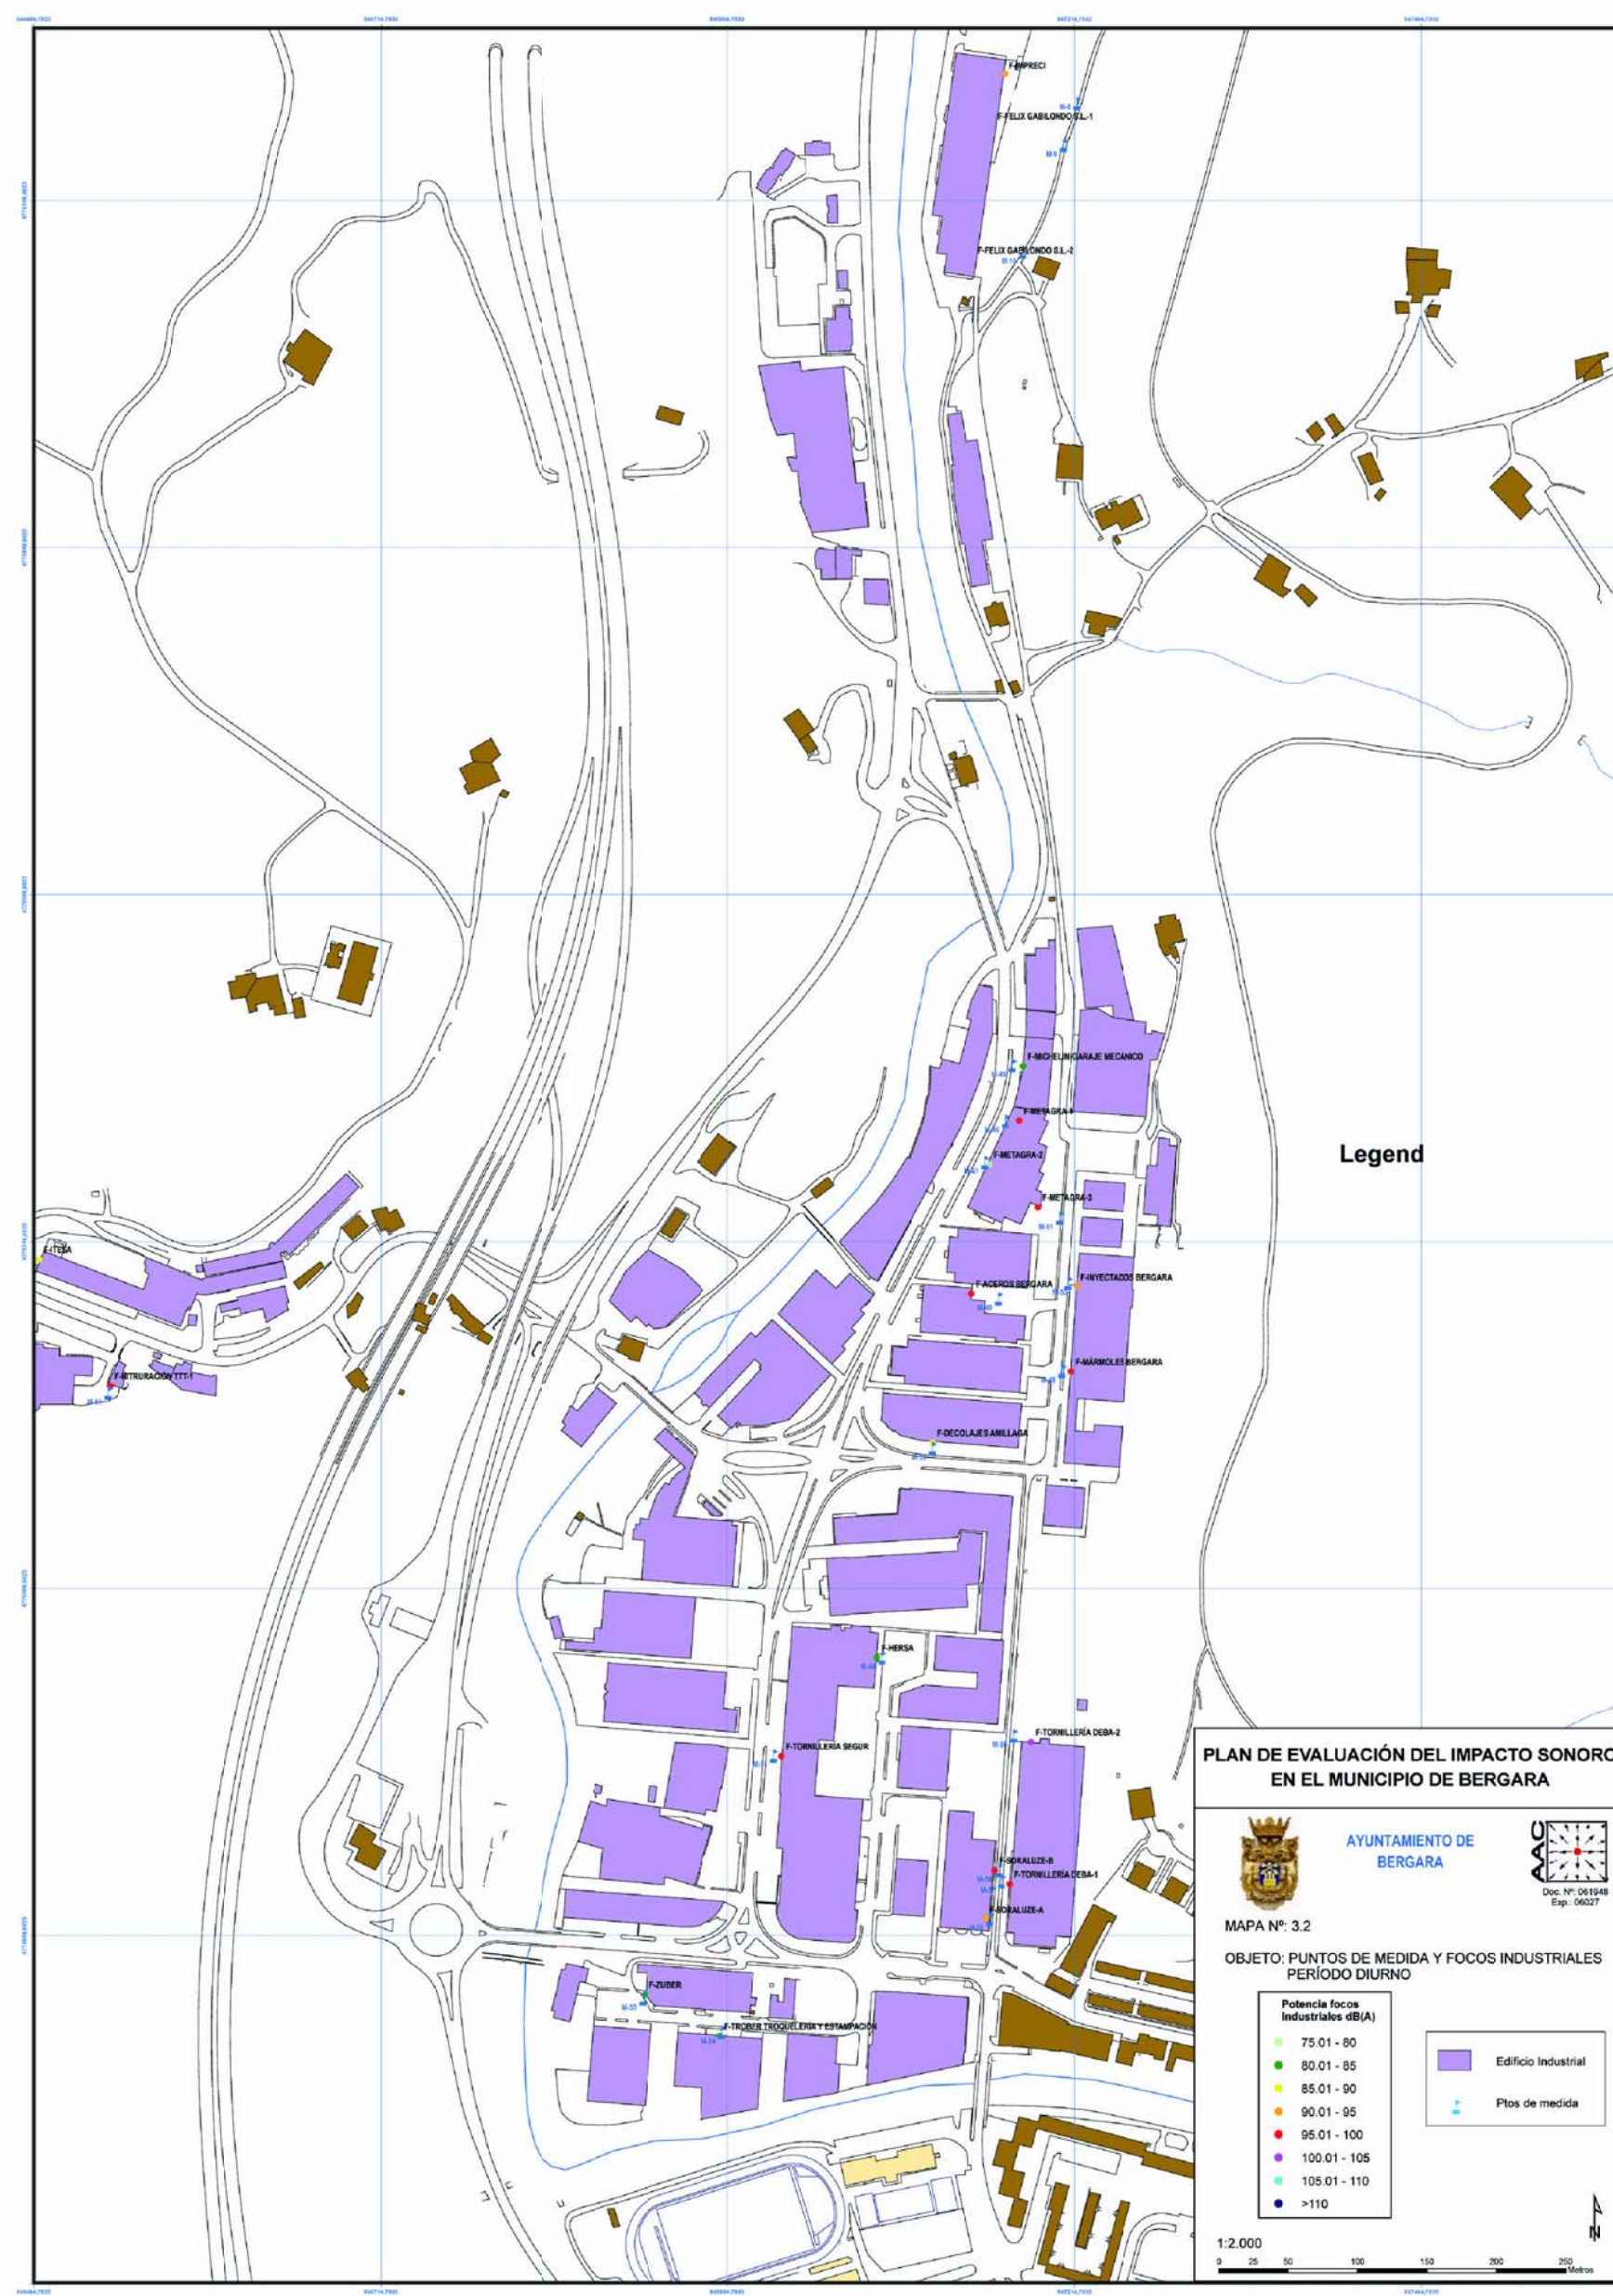 F-IMPRECI
M-8
F-FELIX GABILONDO S.L.-1
M-9
F-FELIX GABILONDO S.L.-2
F-MICHELIN GARAJE MECÁNICO
F-METAGRA-1
F-METAGRA-2
F-METAGRA-3
F-ITESA
F-INYECTADOS BERGARA
F-ACEROS BERGARA
F-MÁRMOLES BERGARA
F-NITRURACIÓN TTT-1
F-DECOLAJES AMILLAGA
F-HERSA
F-TORNILLERÍA DEBA-2
F-TORNILLERÍA SEGUR
F-SORALUZE-B
F-TORNILLERÍA DEBA-1
F-SORALUZE-A
F-ZUBER
F-TROBER TROQUELERÍA Y ESTAMPACIÓN
Legend
PLAN DE EVALUACIÓN DEL IMPACTO SONORO
EN EL MUNICIPIO DE BERGARA
AYUNTAMIENTO DE
BERGARA
AAC
Doc. Nº: 061948
Exp.: 06027
MAPA Nº: 3.2
OBJETO: PUNTOS DE MEDIDA Y FOCOS INDUSTRIALES
PERÍODO DIURNO
Potencia focos
Industriales dB(A)
75.01 - 80
80.01 - 85
85.01 - 90
90.01 - 95
95.01 - 100
100.01 - 105
105.01 - 110
>110
Edificio Industrial
Ptos de medida
N
1:2.000
0 25 50 100 150 200 250
Metros